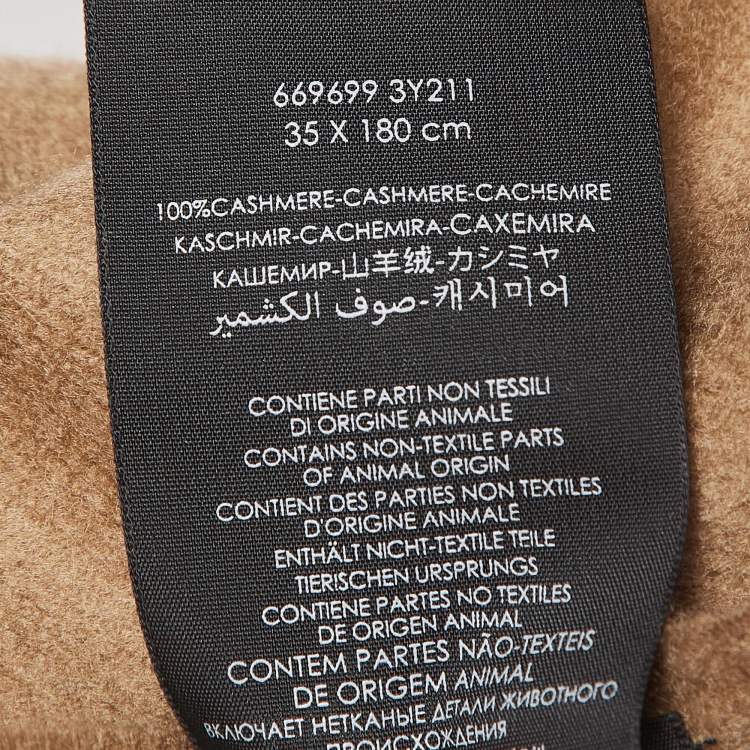 669699 3Y211
35 X 180 cm
100%CASHMERE-CASHMERE-CACHEMIRE
KASCHMIR-CACHEMIRA-CAXEMIRA
КАШЕМИР-山羊绒-カシミヤ
صوف الكشمير-캐시미어
CONTIENE PARTI NON TESSILI
DI ORIGINE ANIMALE
CONTAINS NON-TEXTILE PARTS
OF ANIMAL ORIGIN
CONTIENT DES PARTIES NON TEXTILES
D'ORIGINE ANIMALE
ENTHÄLT NICHT-TEXTILE TEILE
TIERISCHEN URSPRUNGS
CONTIENE PARTES NO TEXTILES
DE ORIGEN ANIMAL
CONTEM PARTES NÃO-TEXTEIS
DE ORIGEM ANIMAL
ВКЛЮЧАЕТ НЕТКАНЫЕ ДЕТАЛИ ЖИВОТНОГО
ПРОИСХОЖДЕНИЯ